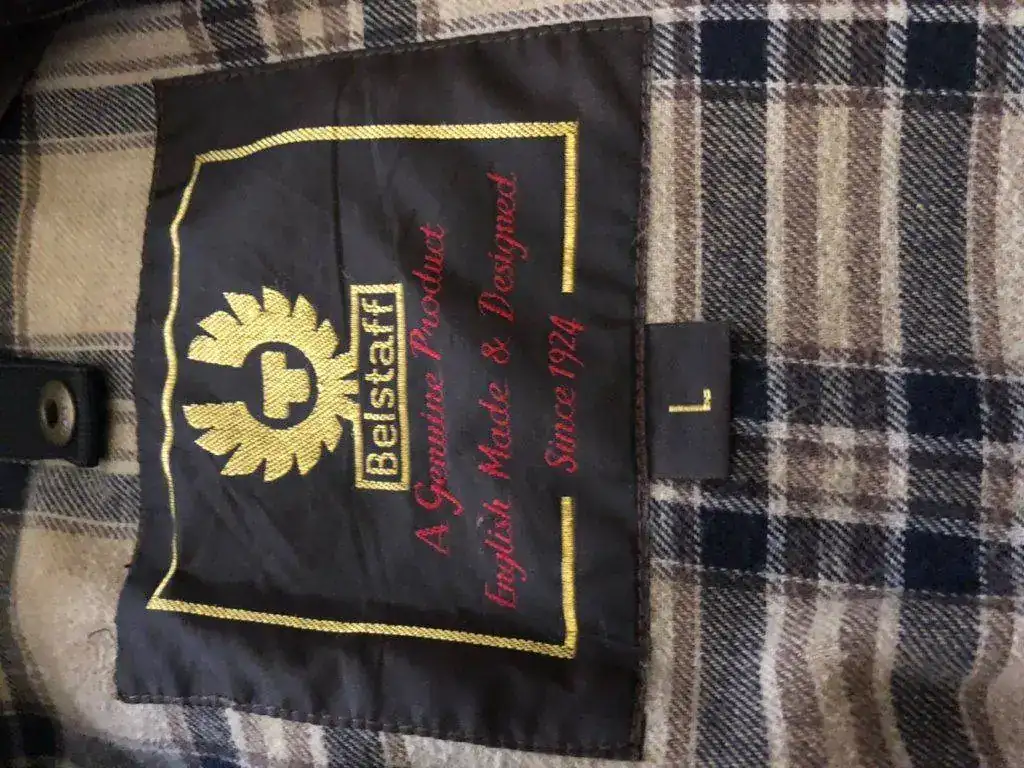 Belstaff
A Genuine Product
English Made & Designed
Since 1924
L